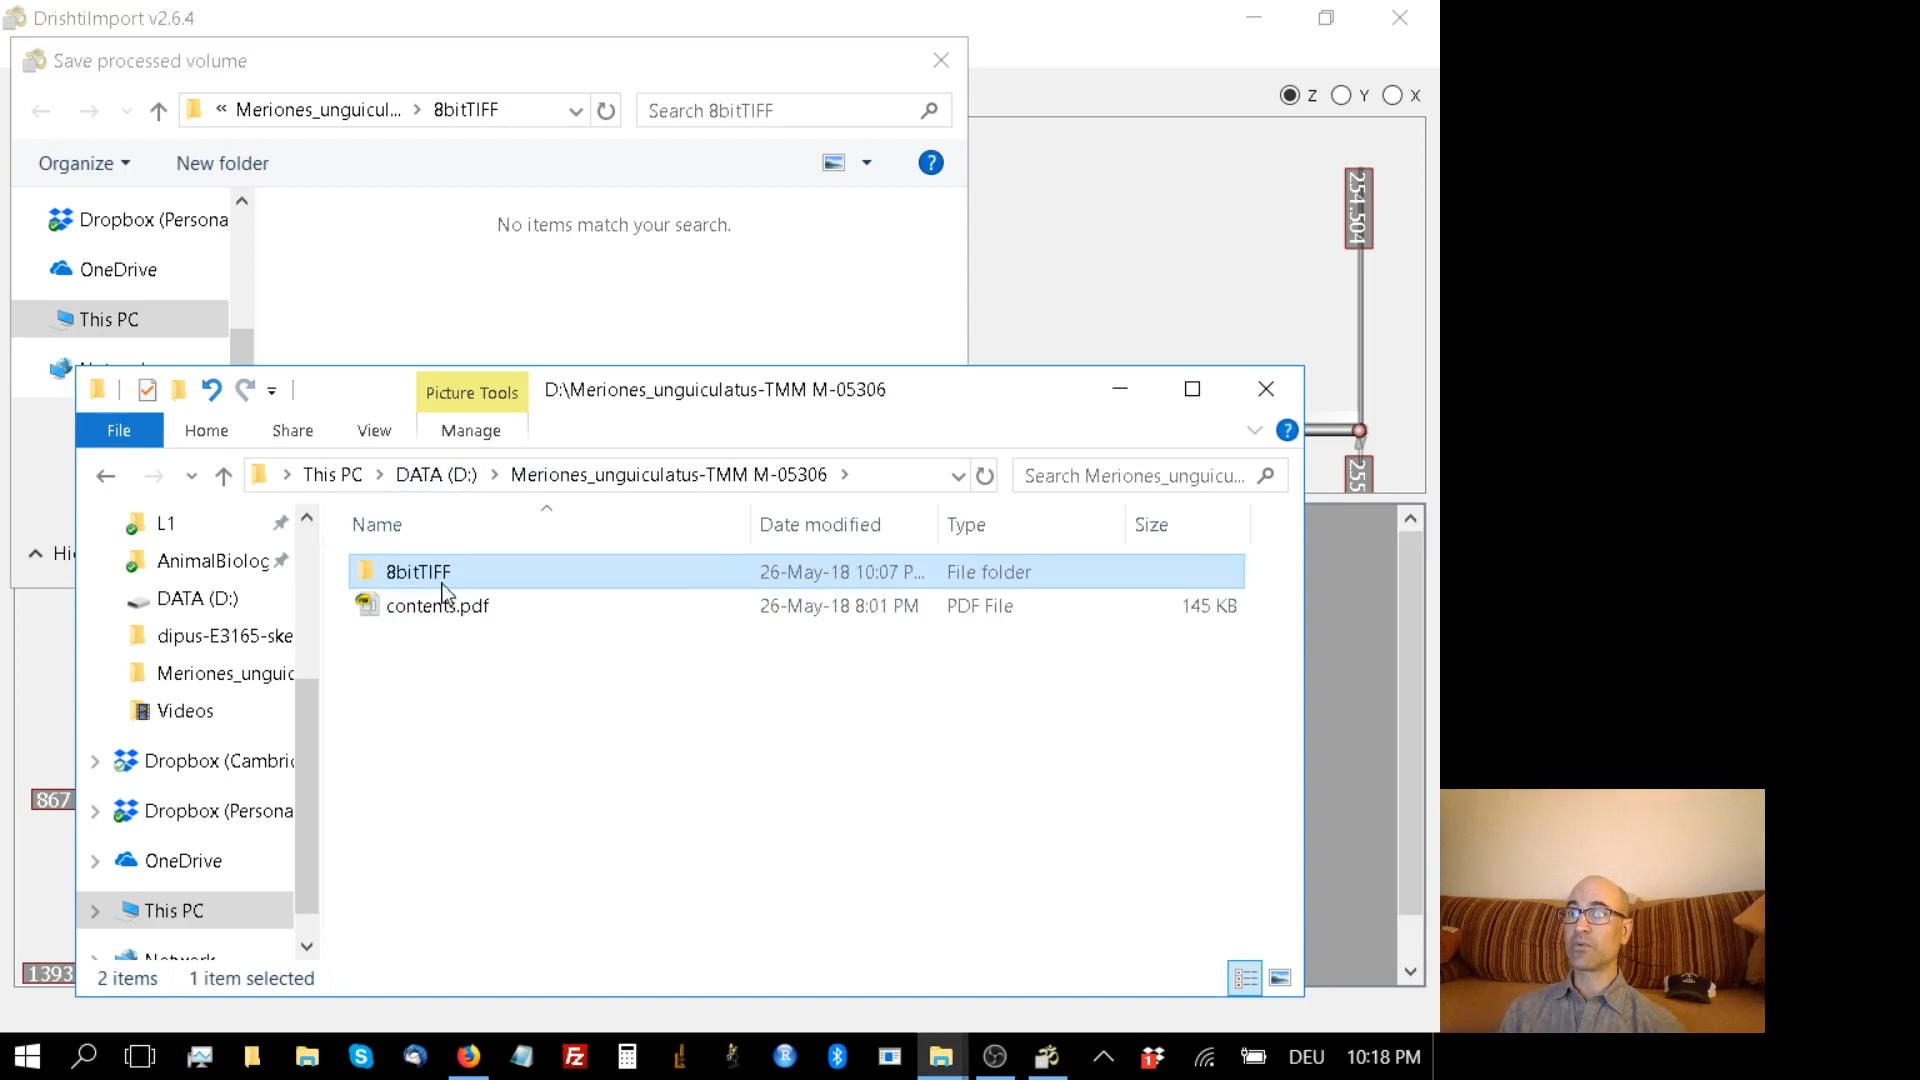 DrishtiImport v2.6.4
Save processed volume
« Meriones_unguicul... > 8bitTIFF
Search 8bitTIFF
Z Y X
Organize
New folder
Dropbox (Persona
No items match your search.
OneDrive
This PC
254.504
Picture Tools
D:\Meriones_unguiculatus-TMM M-05306
File
Home
Share
View
Manage
This PC > DATA (D:) > Meriones_unguiculatus-TMM M-05306 >
Search Meriones_unguicu...
255
L1
Name
Date modified
Type
Size
AnimalBiolog
8bitTIFF
26-May-18 10:07 P...
File folder
DATA (D:)
contents.pdf
26-May-18 8:01 PM
PDF File
145 KB
dipus-E3165-ske
Meriones_unguic
Videos
Dropbox (Cambric
867
Dropbox (Persona
OneDrive
This PC
1393
2 items
1 item selected
DEU
10:18 PM